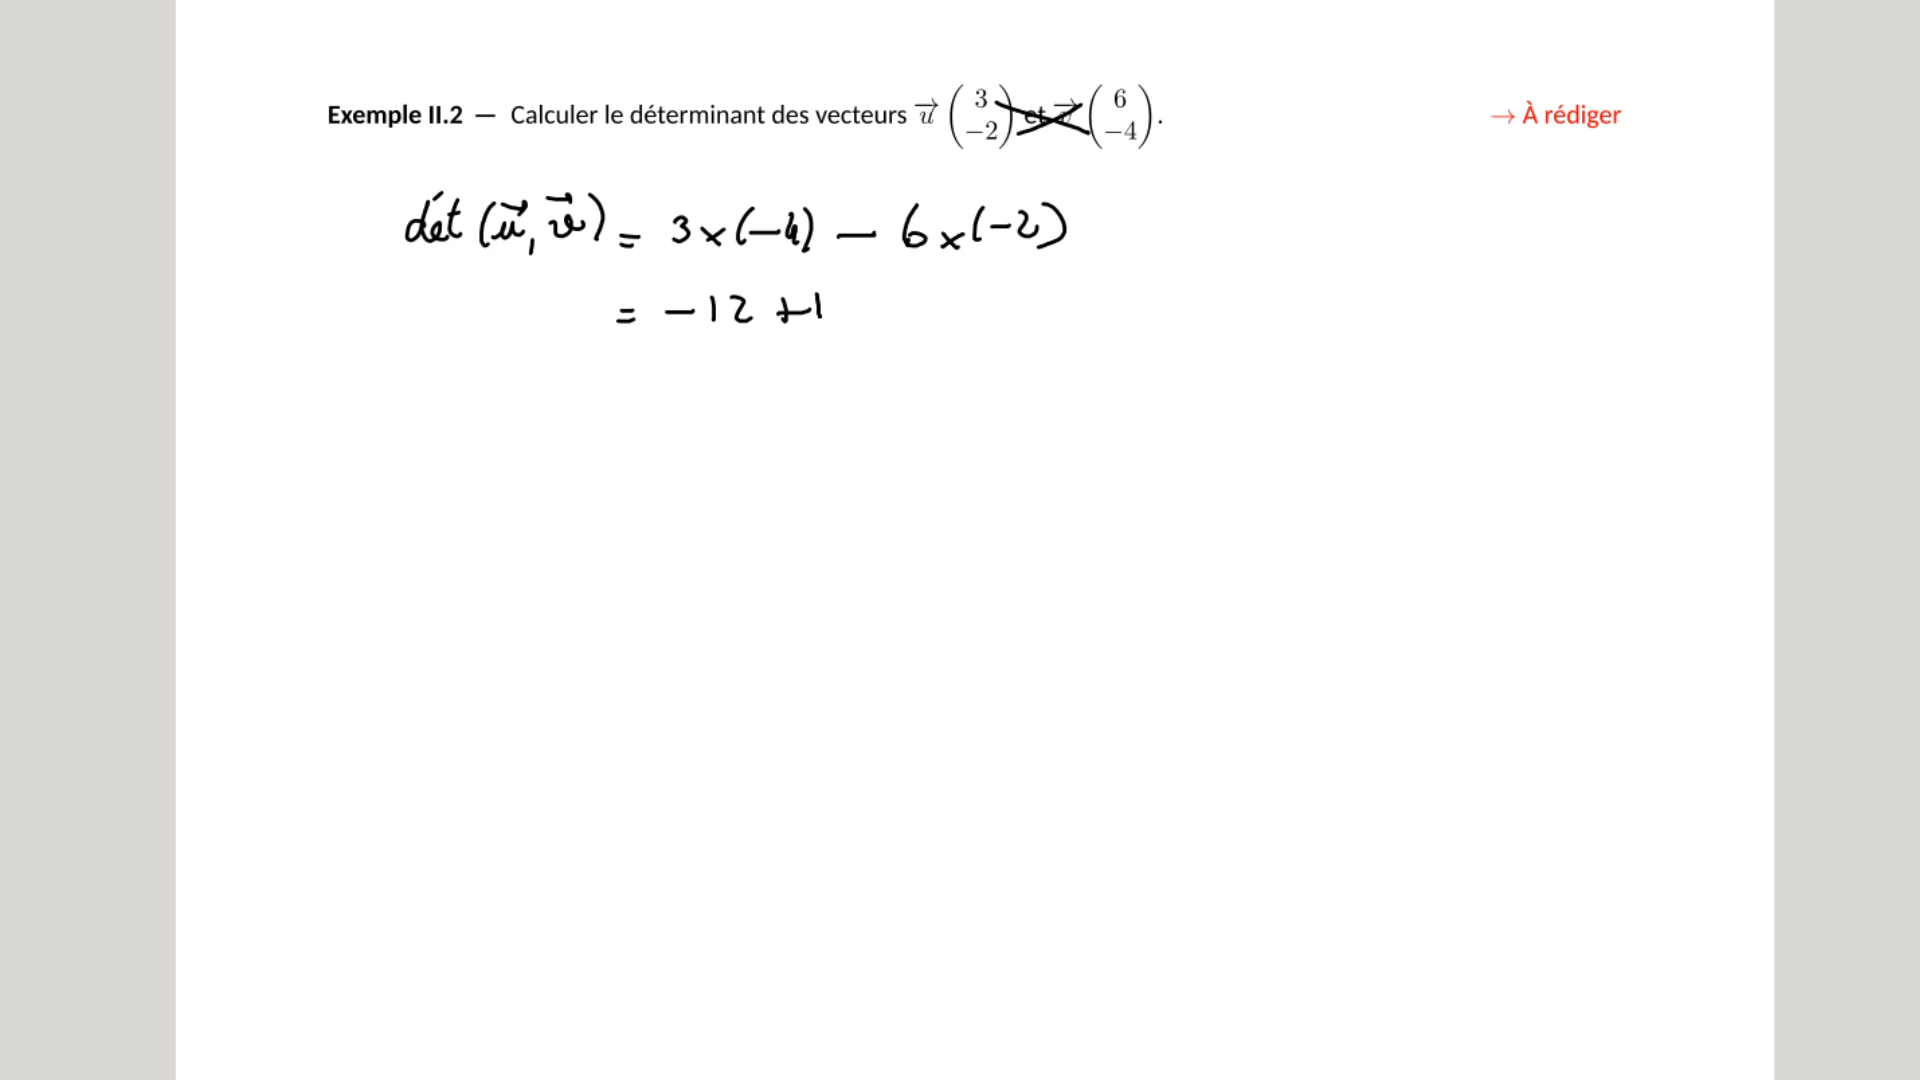 Exemple II.2 — Calculer le déterminant des vecteurs u⃗ (3 −2) et v⃗ (6 −4). → À rédiger
dét (u⃗, v⃗) = 3 × (−4) − 6 × (−2)
= −12 +1